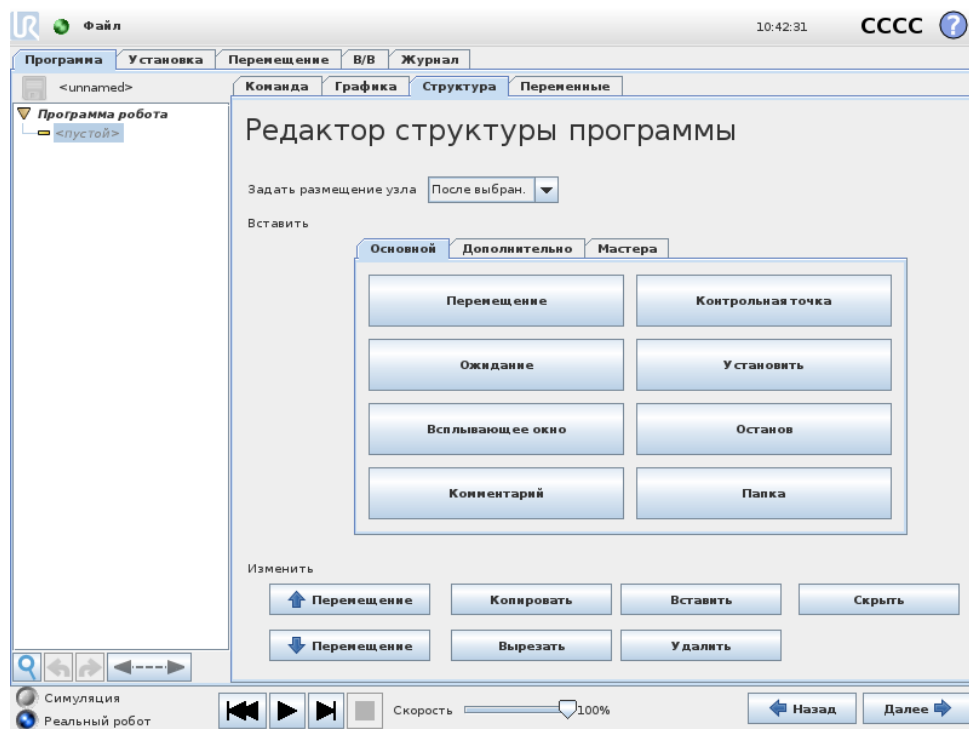 UR Файл 10:42:31 CCCC ?
Программа Установка Перемещение В/В Журнал
<unnamed>
Команда Графика Структура Переменные
Программа робота
<пустой>
Редактор структуры программы
Задать размещение узла После выбран.
Вставить
Основной Дополнительно Мастера
Перемещение Контрольная точка
Ожидание Установить
Всплывающее окно Останов
Комментарий Папка
Изменить
Перемещение Копировать Вставить Скрыть
Перемещение Вырезать Удалить
Симуляция
Реальный робот
Скорость 100%
Назад Далее